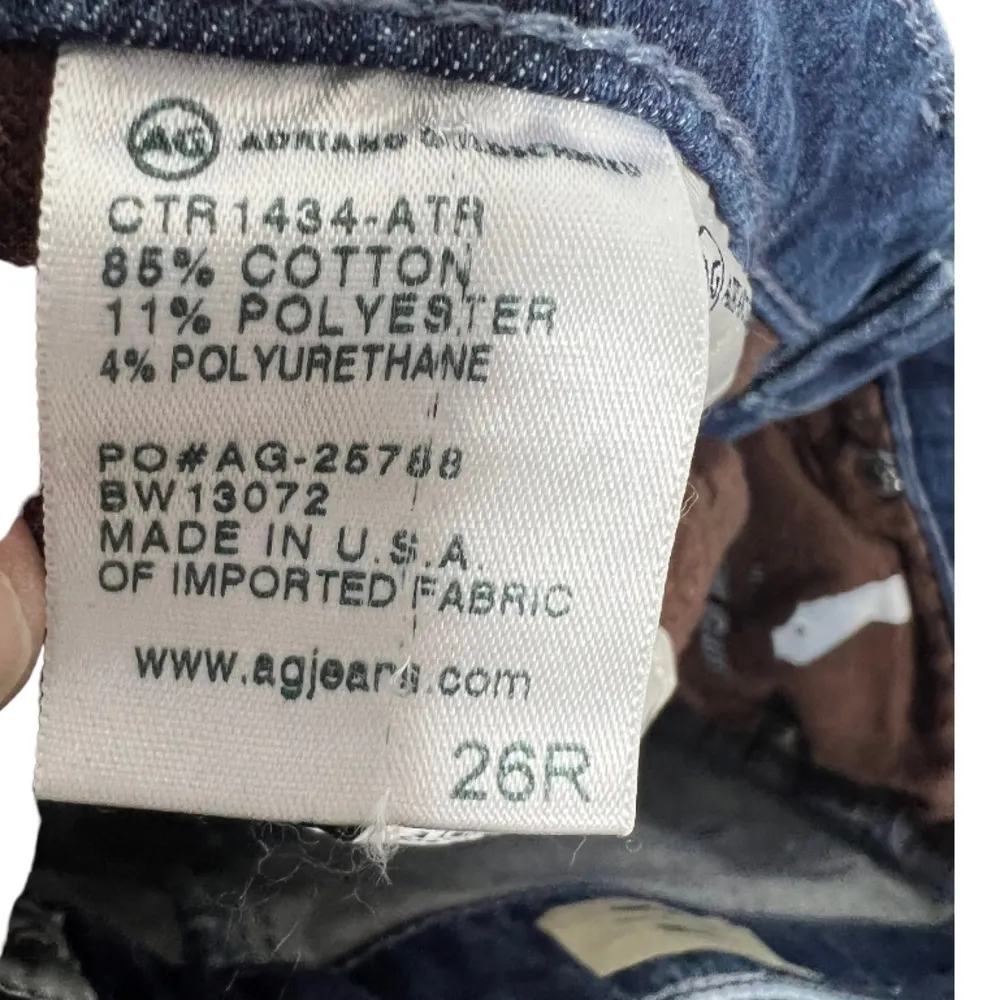 AG ADRIANO GOLDSCHMIED
CTR1434-ATR
85% COTTON
11% POLYESTER
4% POLYURETHANE
PO#AG-25788
BW13072
MADE IN U.S.A.
OF IMPORTED FABRIC
www.agjeans.com
26R
AG